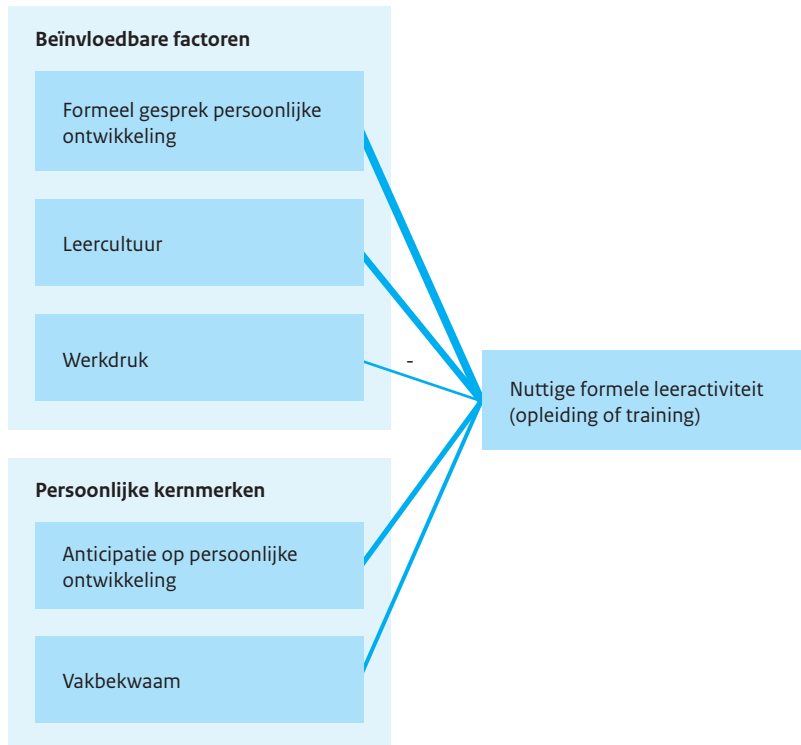 Beïnvloedbare factoren
Formeel gesprek persoonlijke
ontwikkeling
Leercultuur
Werkdruk
-
Nuttige formele leeractiviteit
(opleiding of training)
Persoonlijke kernmerken
Anticipatie op persoonlijke
ontwikkeling
Vakbekwaam